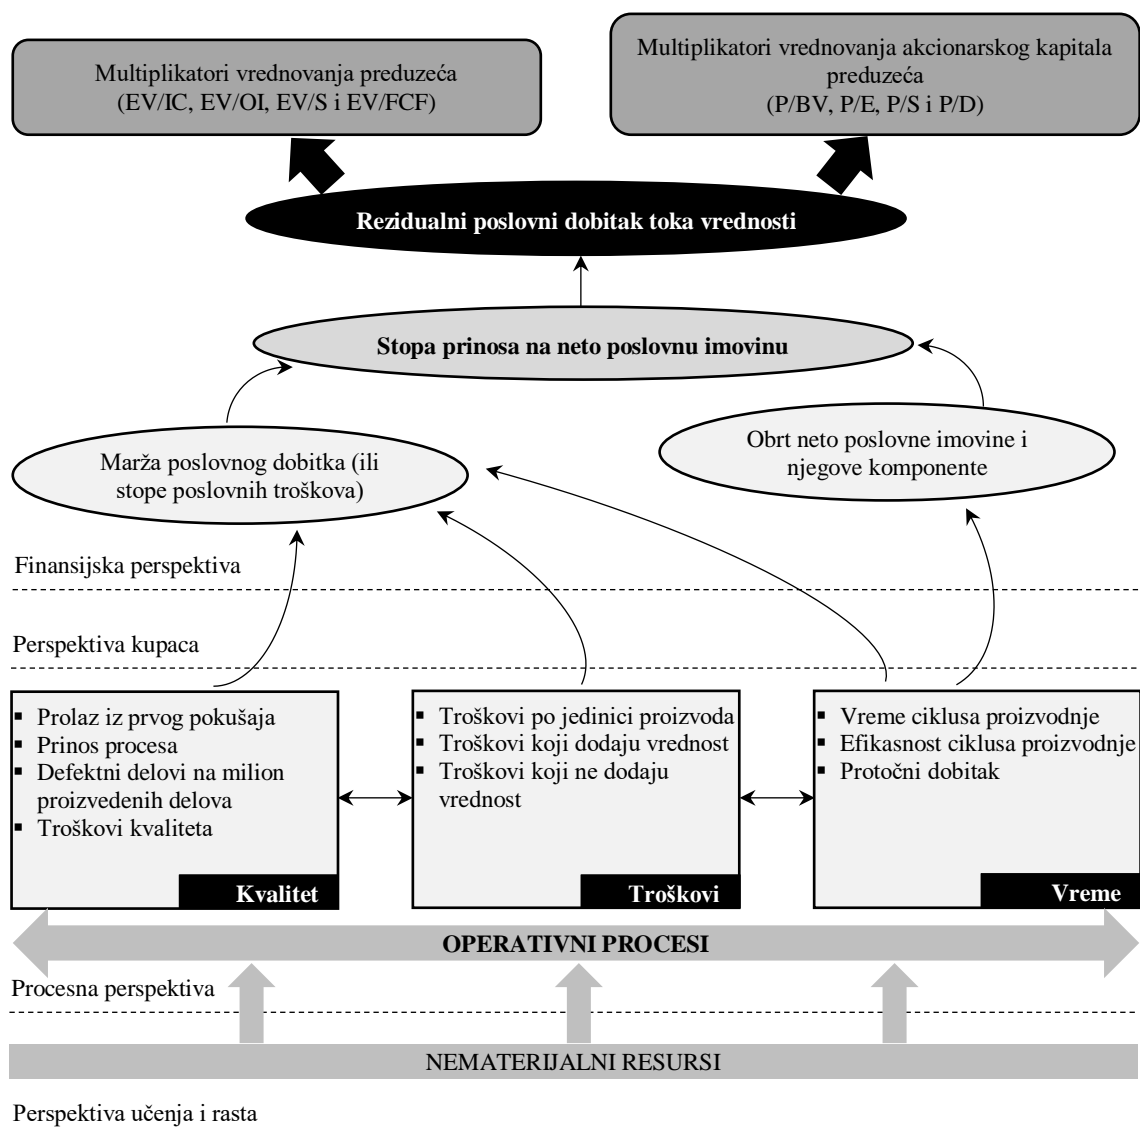 Multiplikatori vrednovanja preduzeća
(EV/IC, EV/OI, EV/S i EV/FCF)
Multiplikatori vrednovanja akcionarskog kapitala
preduzeća
(P/BV, P/E, P/S i P/D)
Rezidualni poslovni dobitak toka vrednosti
Stopa prinosa na neto poslovnu imovinu
Marža poslovnog dobitka (ili
stope poslovnih troškova)
Obrt neto poslovne imovine i
njegove komponente
Finansijska perspektiva
Perspektiva kupaca
▪ Prolaz iz prvog pokušaja
▪ Prinos procesa
▪ Defektni delovi na milion
proizvedenih delova
▪ Troškovi kvaliteta
Kvalitet
▪ Troškovi po jedinici proizvoda
▪ Troškovi koji dodaju vrednost
▪ Troškovi koji ne dodaju
vrednost
Troškovi
▪ Vreme ciklusa proizvodnje
▪ Efikasnost ciklusa proizvodnje
▪ Protočni dobitak
Vreme
OPERATIVNI PROCESI
Procesna perspektiva
NEMATERIJALNI RESURSI
Perspektiva učenja i rasta